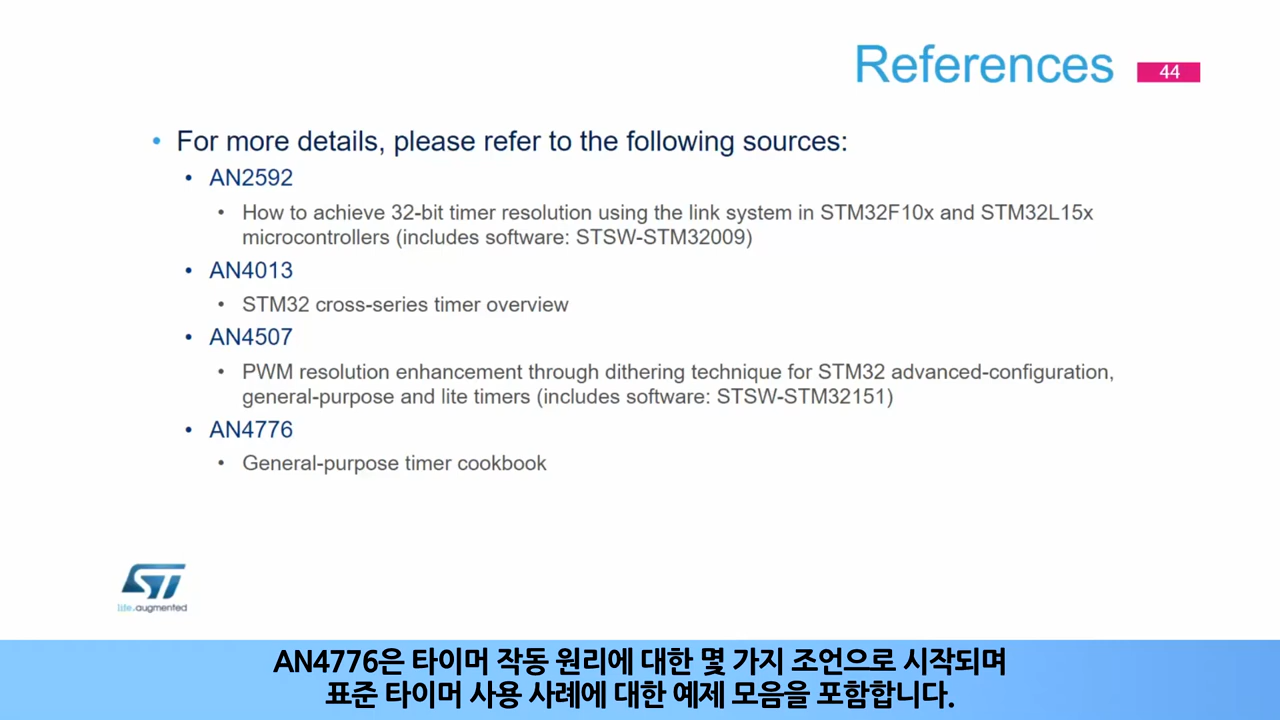 References
44
• For more details, please refer to the following sources:
• AN2592
• How to achieve 32-bit timer resolution using the link system in STM32F10x and STM32L15x
microcontrollers (includes software: STSW-STM32009)
• AN4013
• STM32 cross-series timer overview
• AN4507
• PWM resolution enhancement through dithering technique for STM32 advanced-configuration,
general-purpose and lite timers (includes software: STSW-STM32151)
• AN4776
• General-purpose timer cookbook
ST
life.augmented
AN4776은 타이머 작동 원리에 대한 몇 가지 조언으로 시작되며
표준 타이머 사용 사례에 대한 예제 모음을 포함합니다.